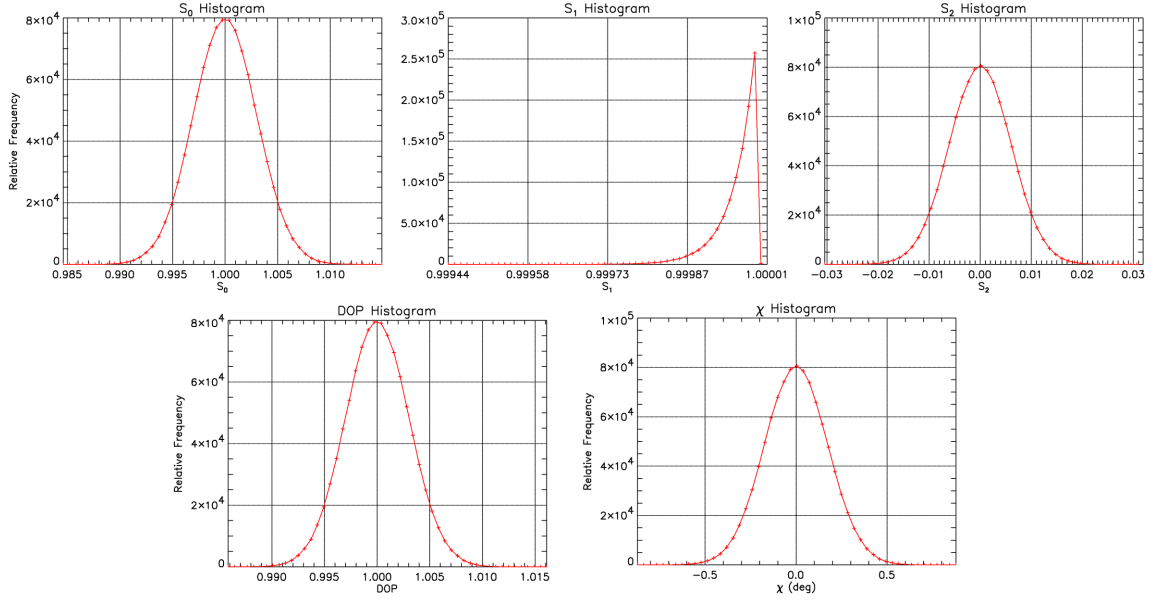 S₀ Histogram
8×10⁴
6×10⁴
4×10⁴
2×10⁴
0
Relative Frequency
0.985 0.990 0.995 1.000 1.005 1.010
S₀
S₁ Histogram
3.0×10⁵
2.5×10⁵
2.0×10⁵
1.5×10⁵
1.0×10⁵
5.0×10⁴
0
0.99944 0.99958 0.99973 0.99987 1.00001
S₁
S₂ Histogram
1×10⁵
8×10⁴
6×10⁴
4×10⁴
2×10⁴
0
−0.03 −0.02 −0.01 0.00 0.01 0.02 0.03
S₂
DOP Histogram
8×10⁴
6×10⁴
4×10⁴
2×10⁴
0
Relative Frequency
0.990 0.995 1.000 1.005 1.010 1.015
DOP
χ Histogram
1×10⁵
8×10⁴
6×10⁴
4×10⁴
2×10⁴
0
Relative Frequency
−0.5 0.0 0.5
χ (deg)